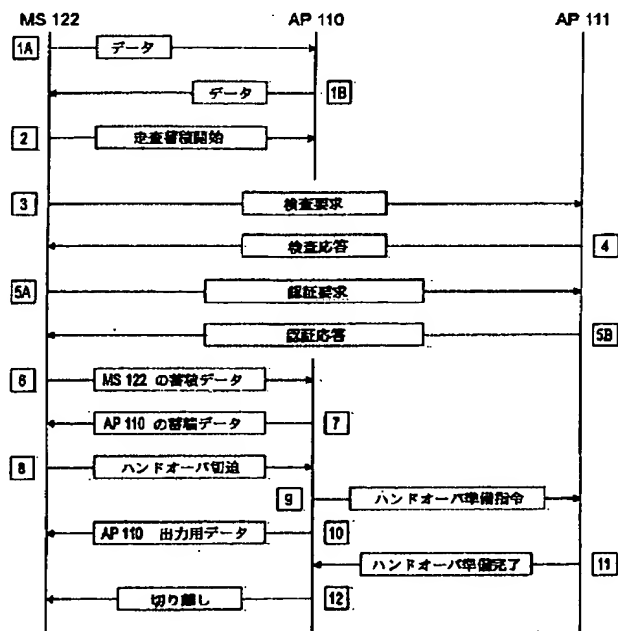 MS 122 AP 110 AP 111
1A データ
データ 1B
2 走査蓄積開始
3 検査要求
検査応答 4
5A 認証要求
認証応答 5B
6 MS 122 の蓄積データ
AP 110 の蓄積データ 7
8 ハンドオーバ切迫
9 ハンドオーバ準備指令
AP 110 出力用データ 10
ハンドオーバ準備完了 11
切り離し 12